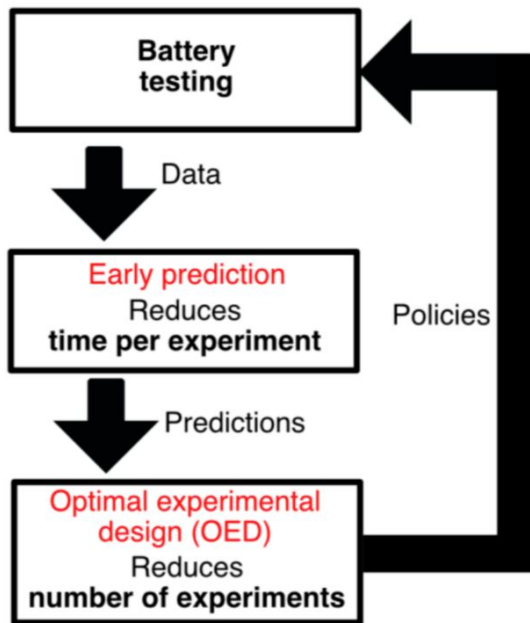 Battery
testing
Data
Early prediction
Reduces
time per experiment
Policies
Predictions
Optimal experimental
design (OED)
Reduces
number of experiments